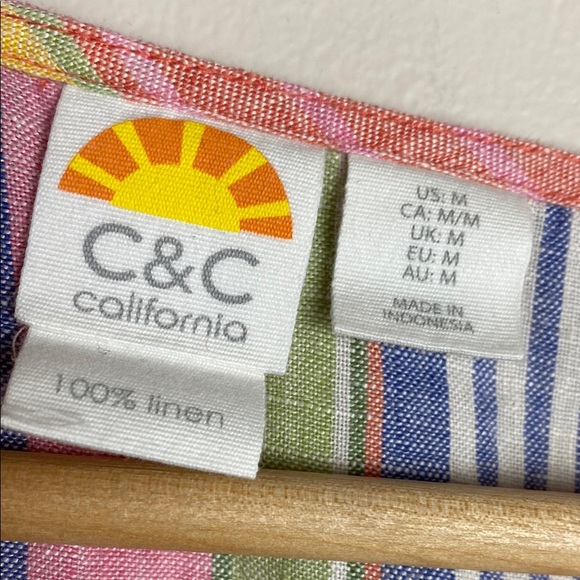 C&C
california
100% linen
US: M
CA: M/M
UK: M
EU: M
AU: M
MADE IN
INDONESIA